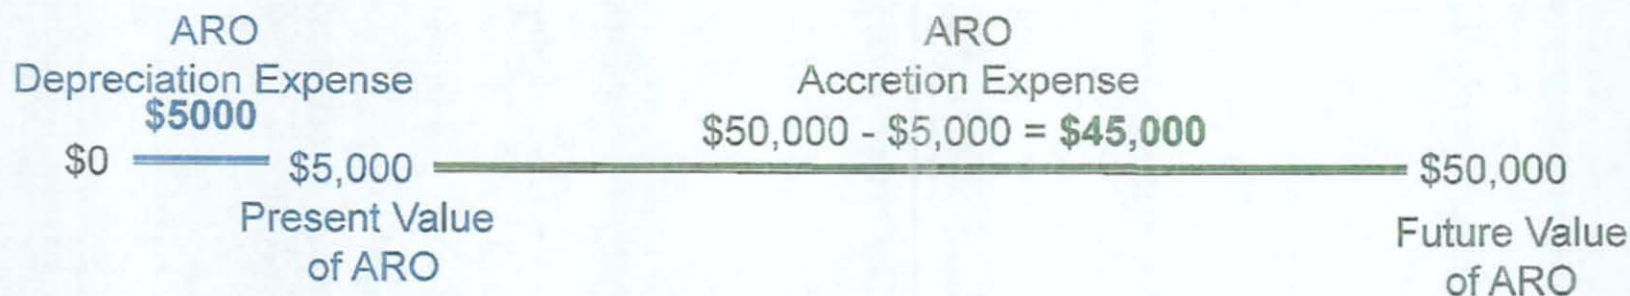 ARO
Depreciation Expense
$5000
ARO
Accretion Expense
$50,000 - $5,000 = $45,000
$0
$5,000
$50,000
Present Value
of ARO
Future Value
of ARO